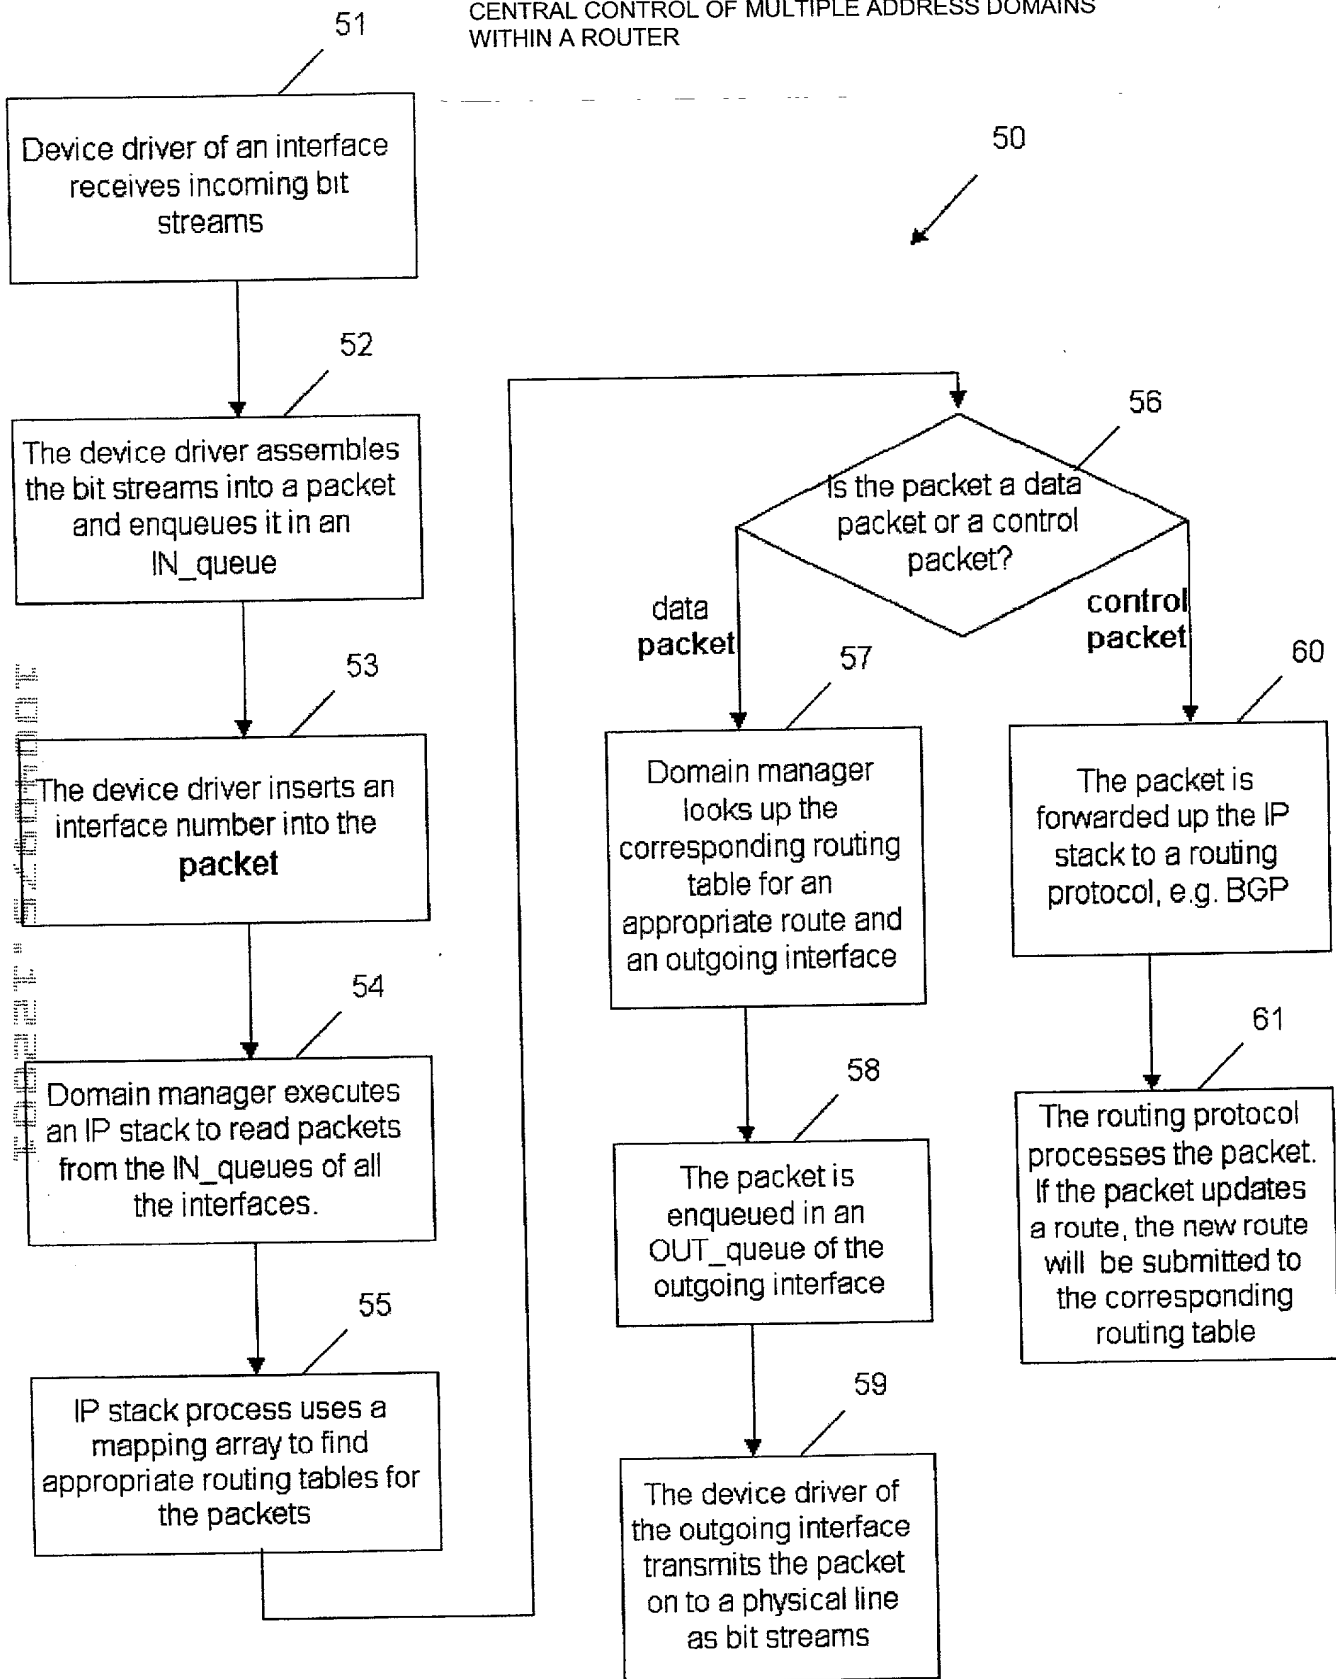 CENTRAL CONTROL OF MULTIPLE ADDRESS DOMAINS
WITHIN A ROUTER
51
Device driver of an interface
receives incoming bit
streams
50
52
The device driver assembles
the bit streams into a packet
and enqueues it in an
IN_queue
53
The device driver inserts an
interface number into the
packet
54
Domain manager executes
an IP stack to read packets
from the IN_queues of all
the interfaces.
55
IP stack process uses a
mapping array to find
appropriate routing tables for
the packets
56
Is the packet a data
packet or a control
packet?
data
packet
control
packet
57
Domain manager
looks up the
corresponding routing
table for an
appropriate route and
an outgoing interface
58
The packet is
enqueued in an
OUT_queue of the
outgoing interface
59
The device driver of
the outgoing interface
transmits the packet
on to a physical line
as bit streams
60
The packet is
forwarded up the IP
stack to a routing
protocol, e.g. BGP
61
The routing protocol
processes the packet.
If the packet updates
a route, the new route
will be submitted to
the corresponding
routing table